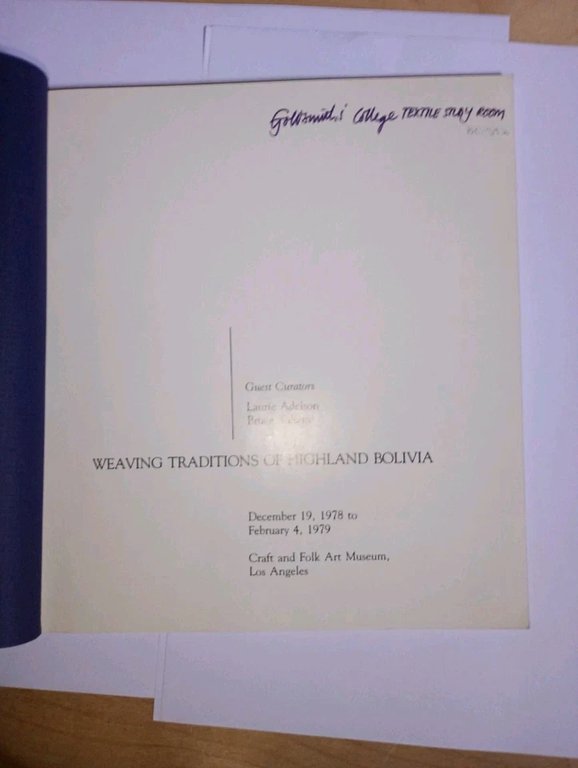 Goldsmiths' College TEXTILE STUDY ROOM
Guest Curators
Laurie Adelson
Bruce
WEAVING TRADITIONS OF HIGHLAND BOLIVIA
December 19, 1978 to
February 4, 1979
Craft and Folk Art Museum,
Los Angeles